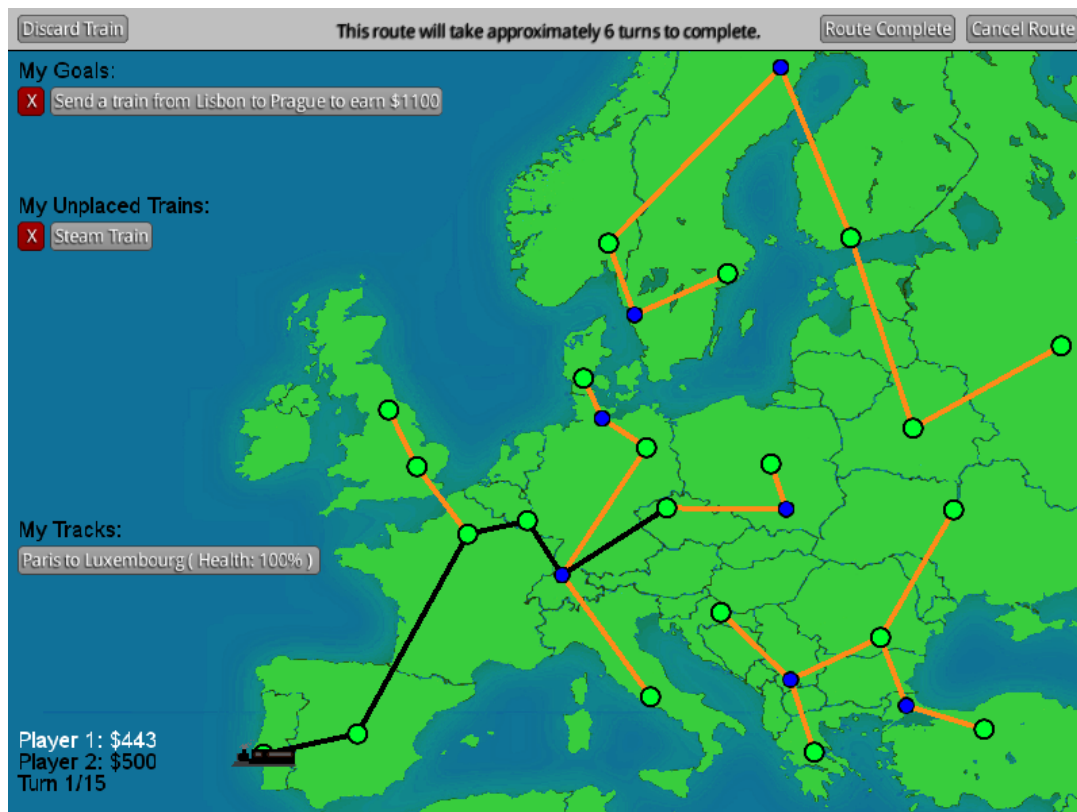 Discard Train
This route will take approximately 6 turns to complete.
Route Complete
Cancel Route
My Goals:
X
Send a train from Lisbon to Prague to earn $1100
My Unplaced Trains:
X
Steam Train
My Tracks:
Paris to Luxembourg ( Health: 100% )
Player 1: $443
Player 2: $500
Turn 1/15